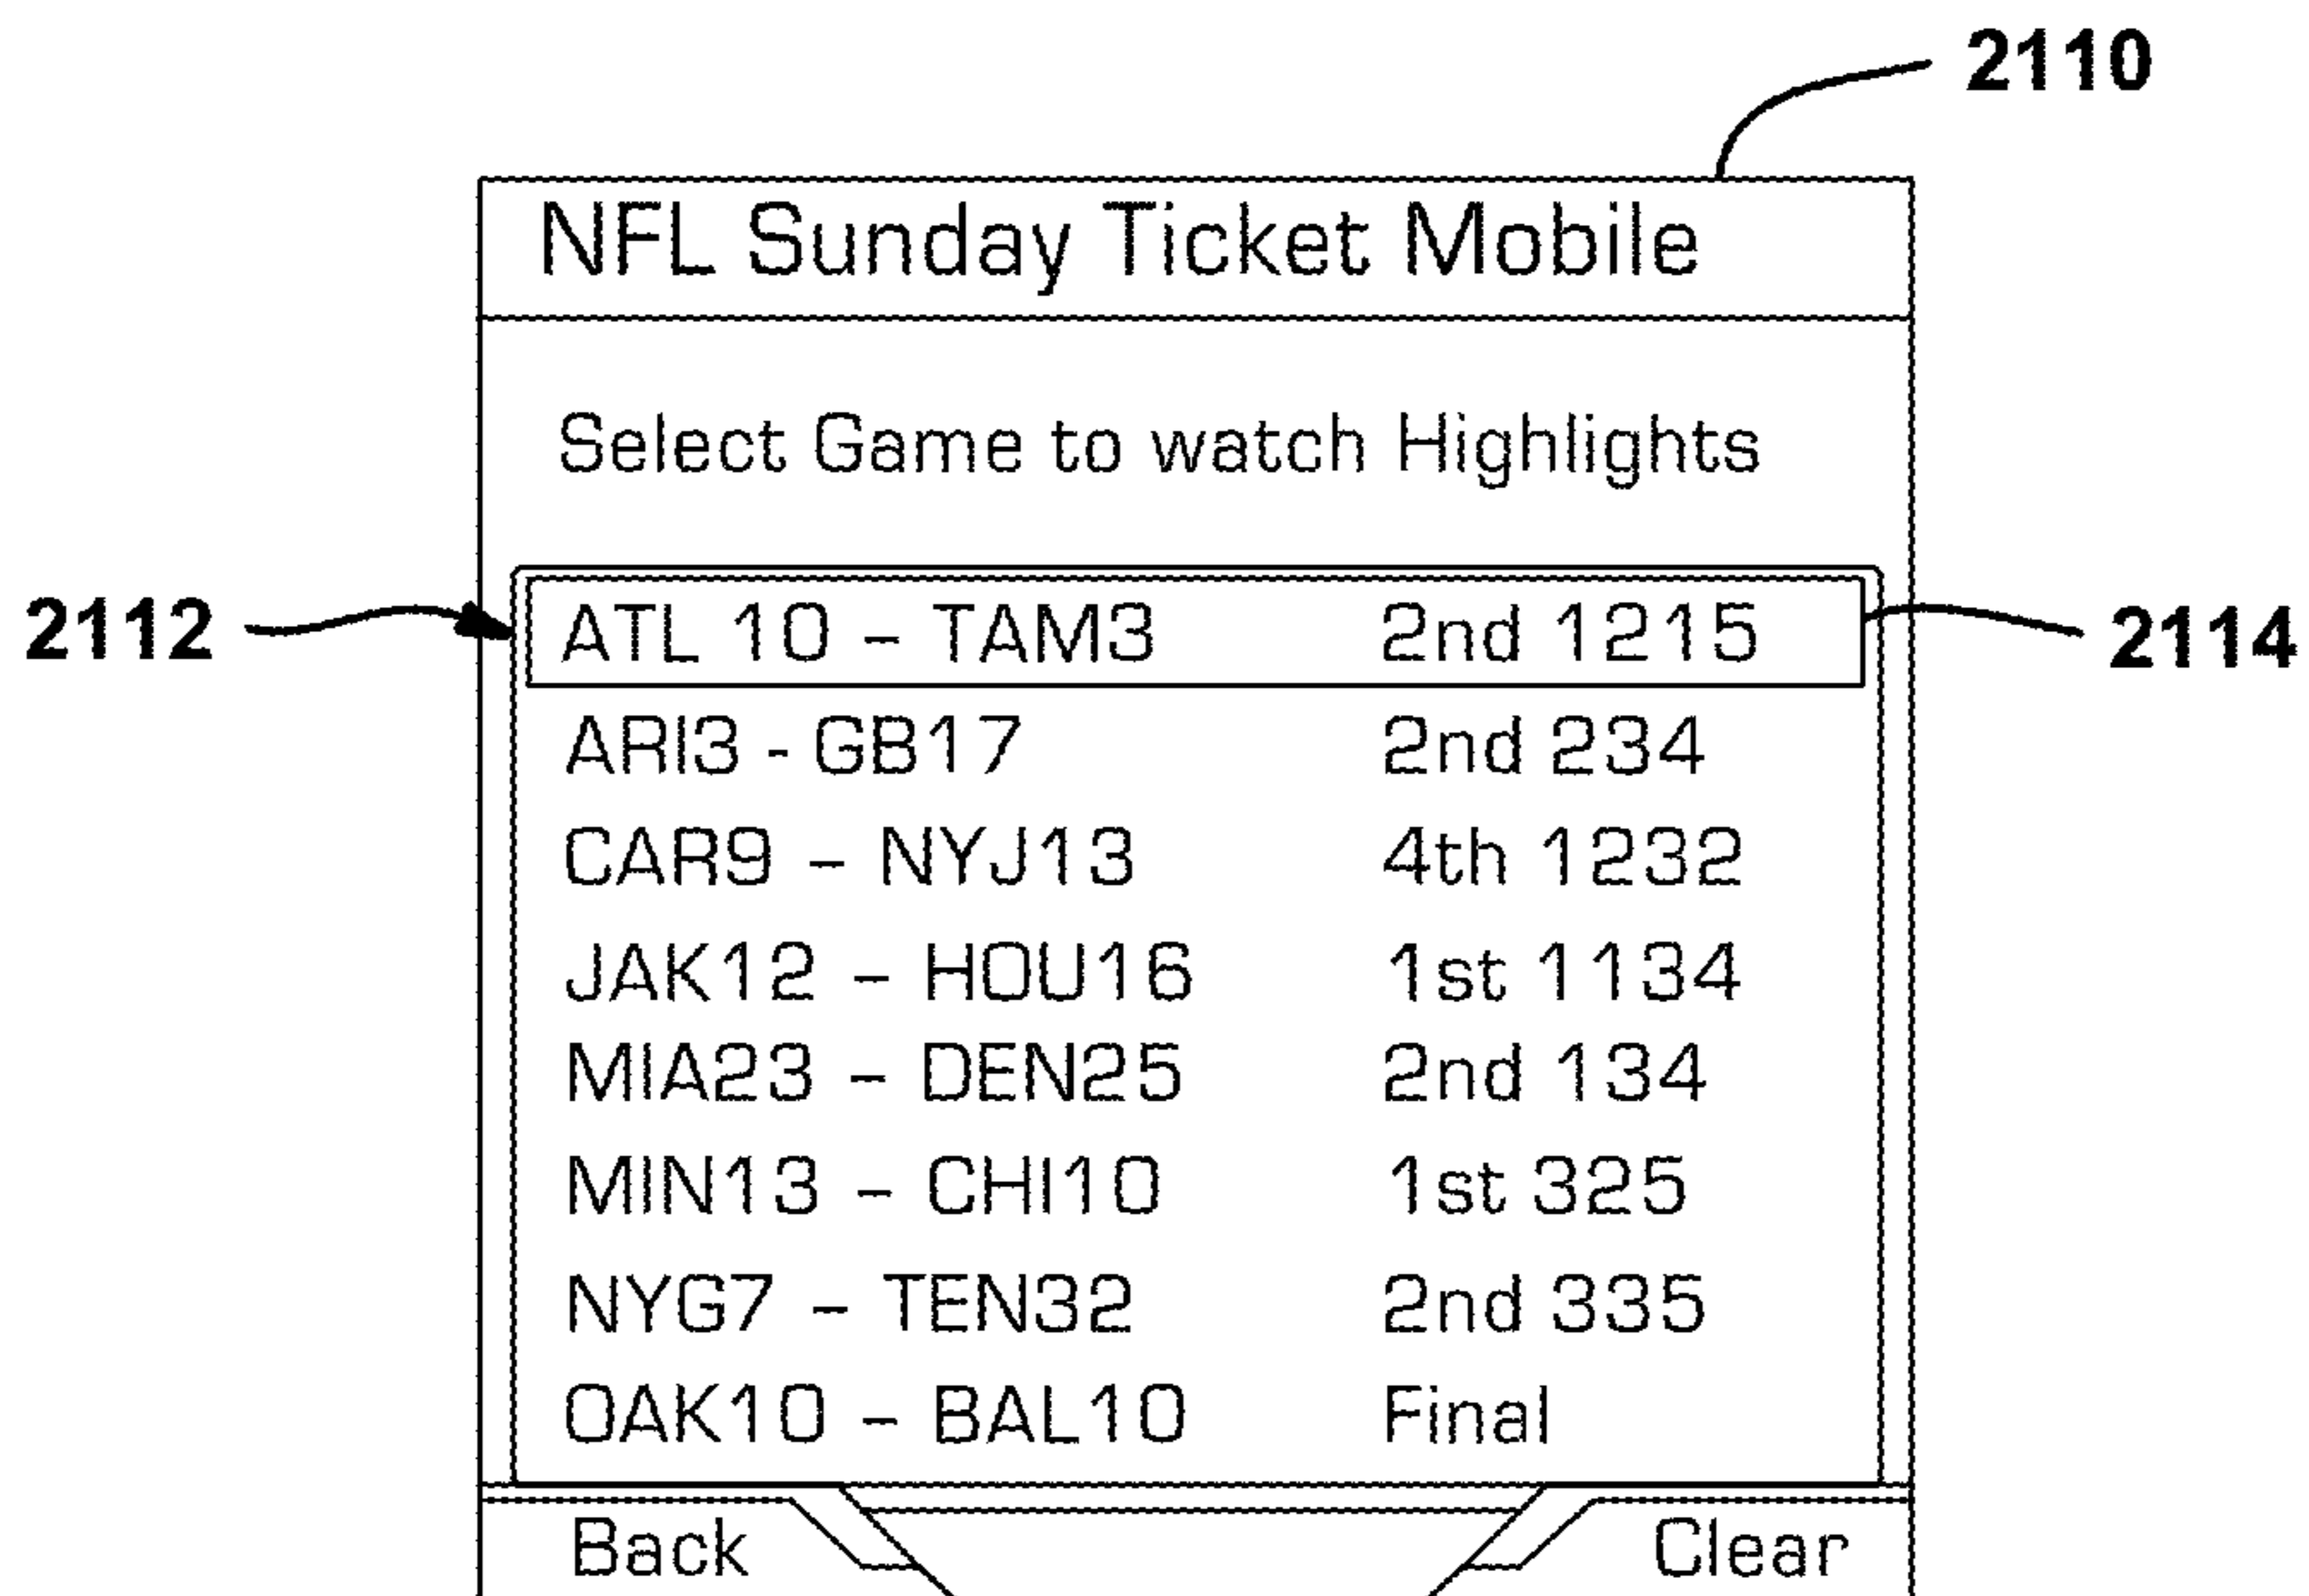 2110
NFL Sunday Ticket Mobile
Select Game to watch Highlights
2112
ATL 10 – TAM3 2nd 1215
2114
ARI3 - GB17 2nd 234
CAR9 – NYJ13 4th 1232
JAK12 – HOU16 1st 1134
MIA23 – DEN25 2nd 134
MIN13 – CHI10 1st 325
NYG7 – TEN32 2nd 335
OAK10 – BAL10 Final
Back Clear